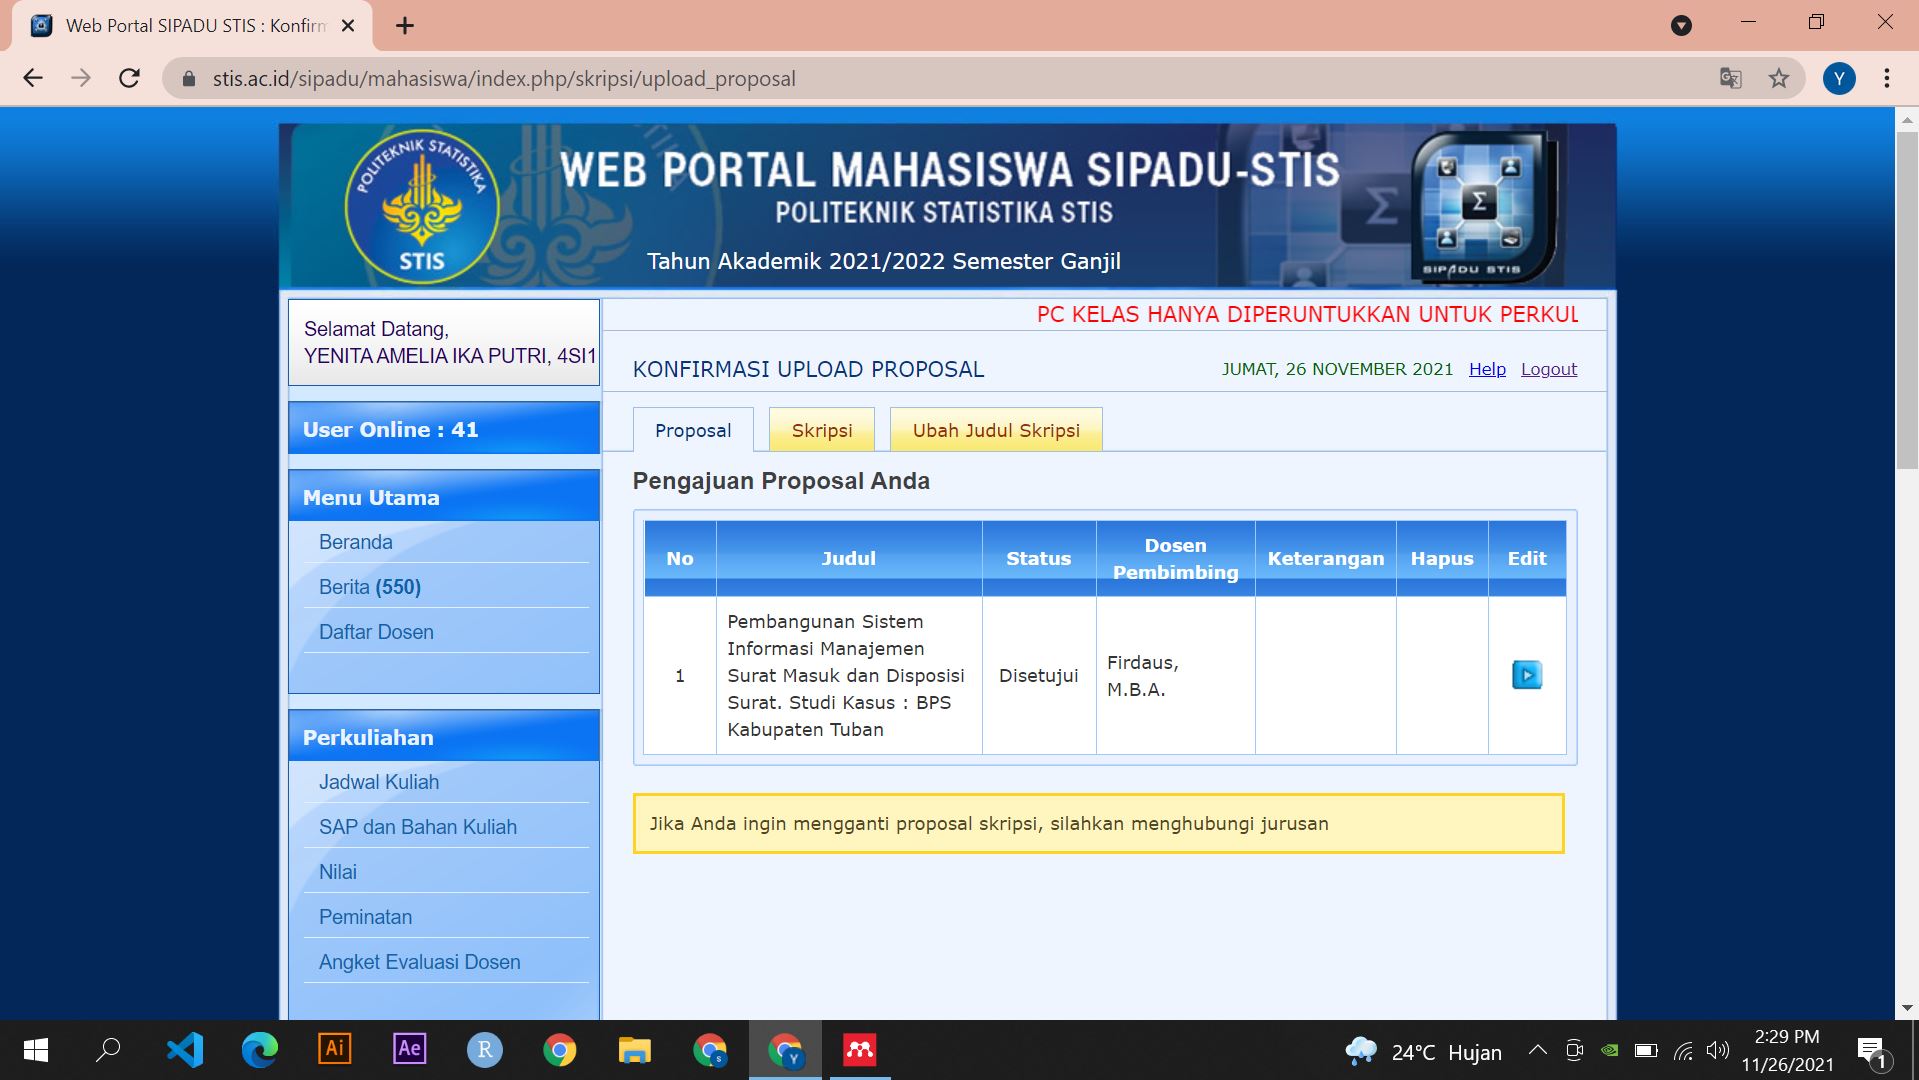 Web Portal SIPADU STIS : Konfirm
stis.ac.id/sipadu/mahasiswa/index.php/skripsi/upload_proposal
Y
POLITEKNIK STATISTIKA
STIS
WEB PORTAL MAHASISWA SIPADU-STIS
POLITEKNIK STATISTIKA STIS
Tahun Akademik 2021/2022 Semester Ganjil
Σ
Σ
SIPADU STIS
Selamat Datang,
YENITA AMELIA IKA PUTRI, 4SI1
PC KELAS HANYA DIPERUNTUKKAN UNTUK PERKUL
KONFIRMASI UPLOAD PROPOSAL
JUMAT, 26 NOVEMBER 2021 Help Logout
User Online : 41
Menu Utama
Beranda
Berita (550)
Daftar Dosen
Perkuliahan
Jadwal Kuliah
SAP dan Bahan Kuliah
Nilai
Peminatan
Angket Evaluasi Dosen
Proposal Skripsi Ubah Judul Skripsi
Pengajuan Proposal Anda
No Judul Status Dosen Pembimbing Keterangan Hapus Edit
1
Pembangunan Sistem
Informasi Manajemen
Surat Masuk dan Disposisi
Surat. Studi Kasus : BPS
Kabupaten Tuban
Disetujui
Firdaus,
M.B.A.
Jika Anda ingin mengganti proposal skripsi, silahkan menghubungi jurusan
Ai
Ae
R
s
Y
24°C Hujan
2:29 PM
11/26/2021
1